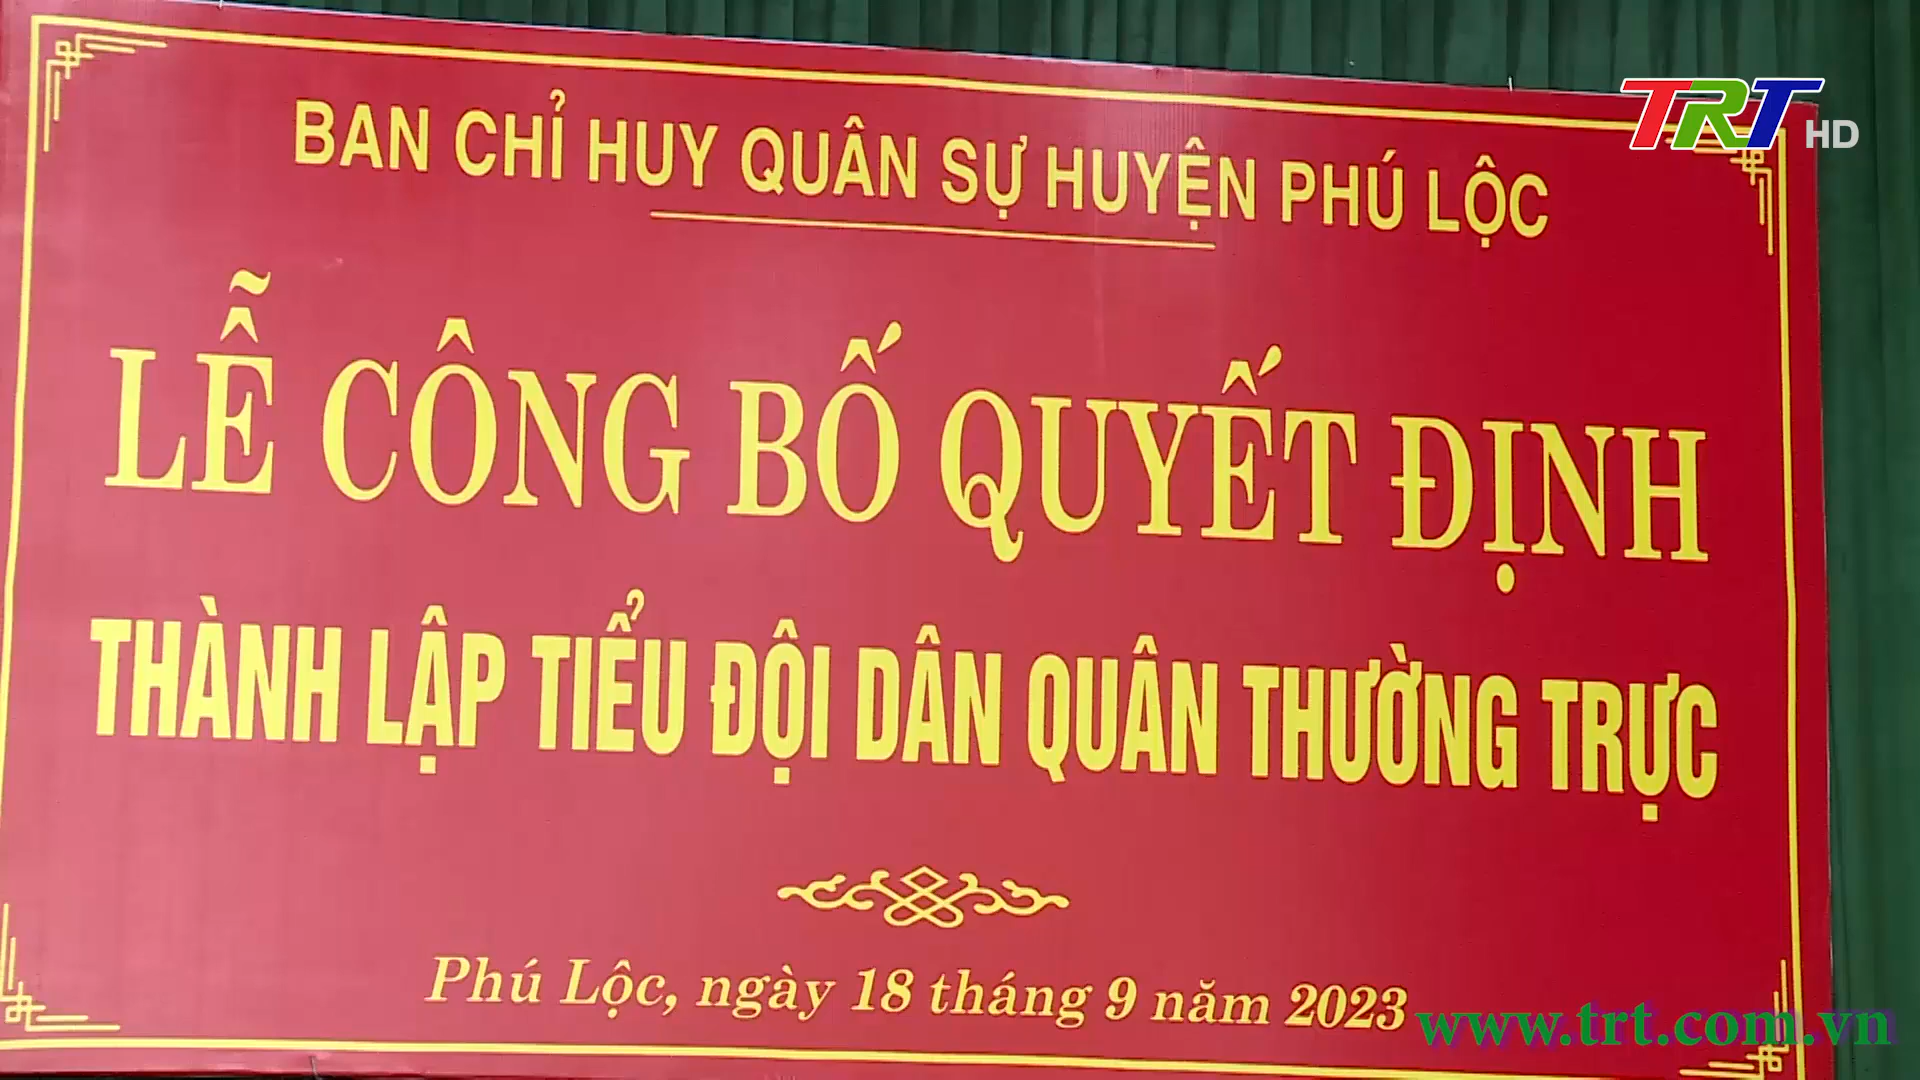 TRT HD
BAN CHỈ HUY QUÂN SỰ HUYỆN PHÚ LỘC
LỄ CÔNG BỐ QUYẾT ĐỊNH
THÀNH LẬP TIỂU ĐỘI DÂN QUÂN THƯỜNG TRỰC
Phú Lộc, ngày 18 tháng 9 năm 2023
www.trt.com.vn